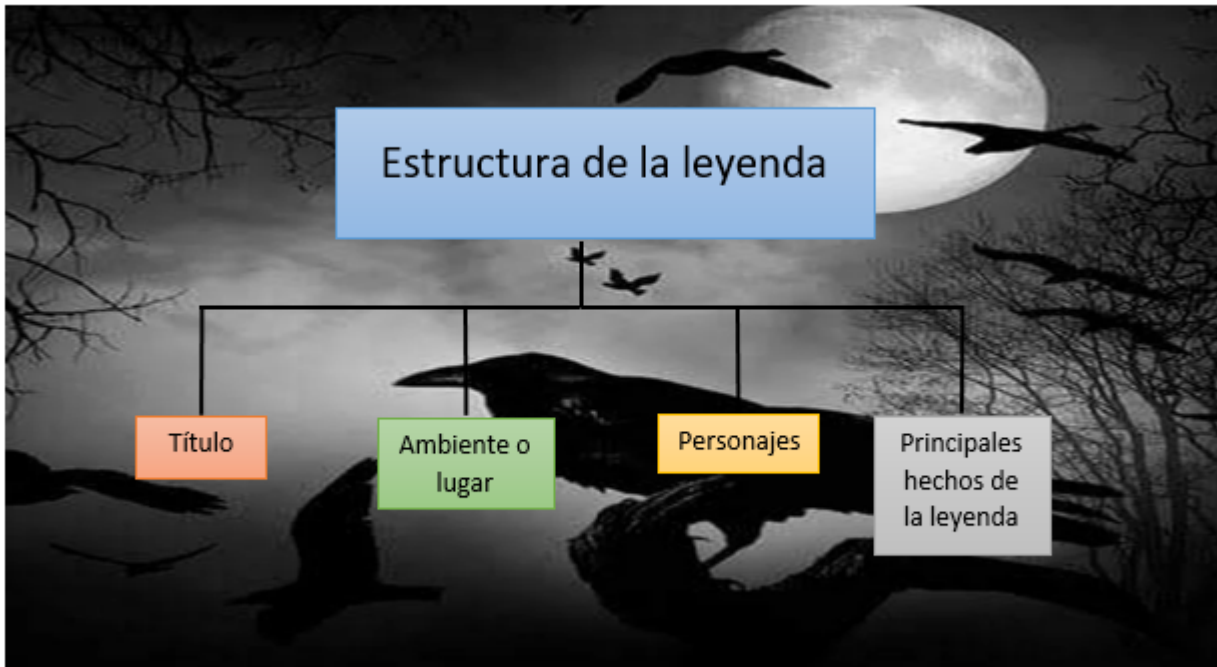 Estructura de la leyenda
Título
Ambiente o
lugar
Personajes
Principales
hechos de
la leyenda